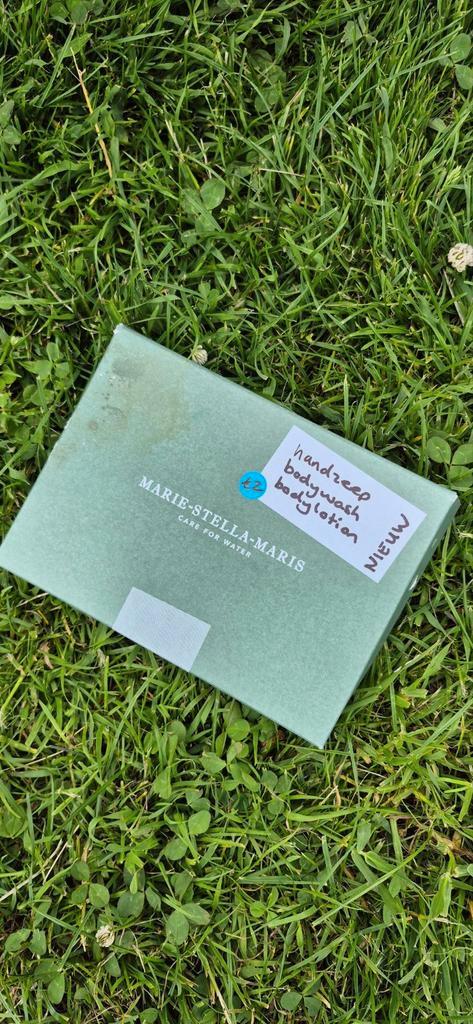 handzeep
bodywash
bodylotion
NIEUW
€2
MARIE-STELLA-MARIS
CARE FOR WATER